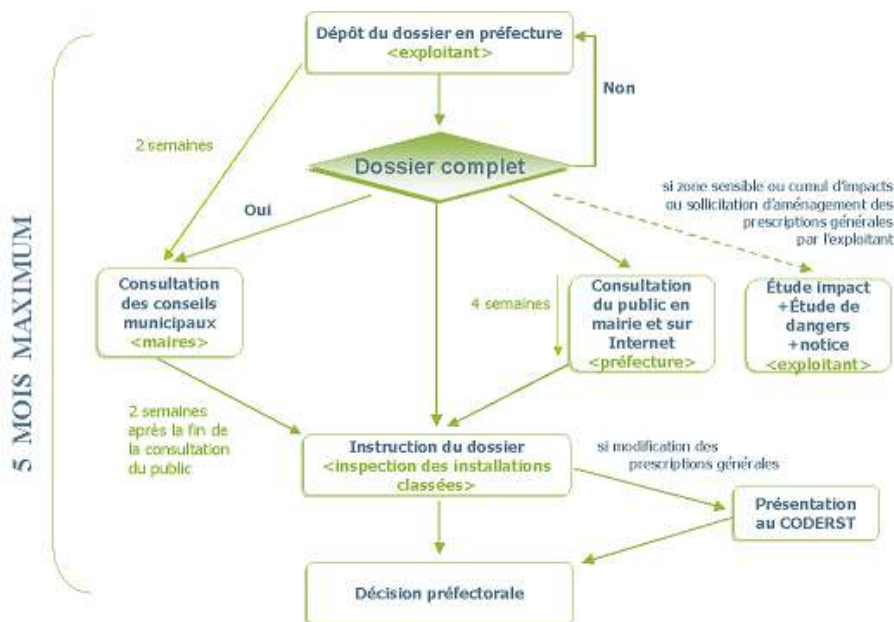 Dépôt du dossier en préfecture
<exploitant>
Non
2 semaines
Dossier complet
si zone sensible ou cumul d'impacts
ou sollicitation d'aménagement des
prescriptions générales
par l'exploitant
Oui
5 MOIS MAXIMUM
Consultation
des conseils
municipaux
<maires>
4 semaines
Consultation
du public en
mairie et sur
Internet
<préfecture>
Étude impact
+Étude de
dangers
+notice
<exploitant>
2 semaines
après la fin de
la consultation
du public
Instruction du dossier
<inspection des installations
classées>
si modification des
prescriptions générales
Présentation
au CODERST
Décision préfectorale